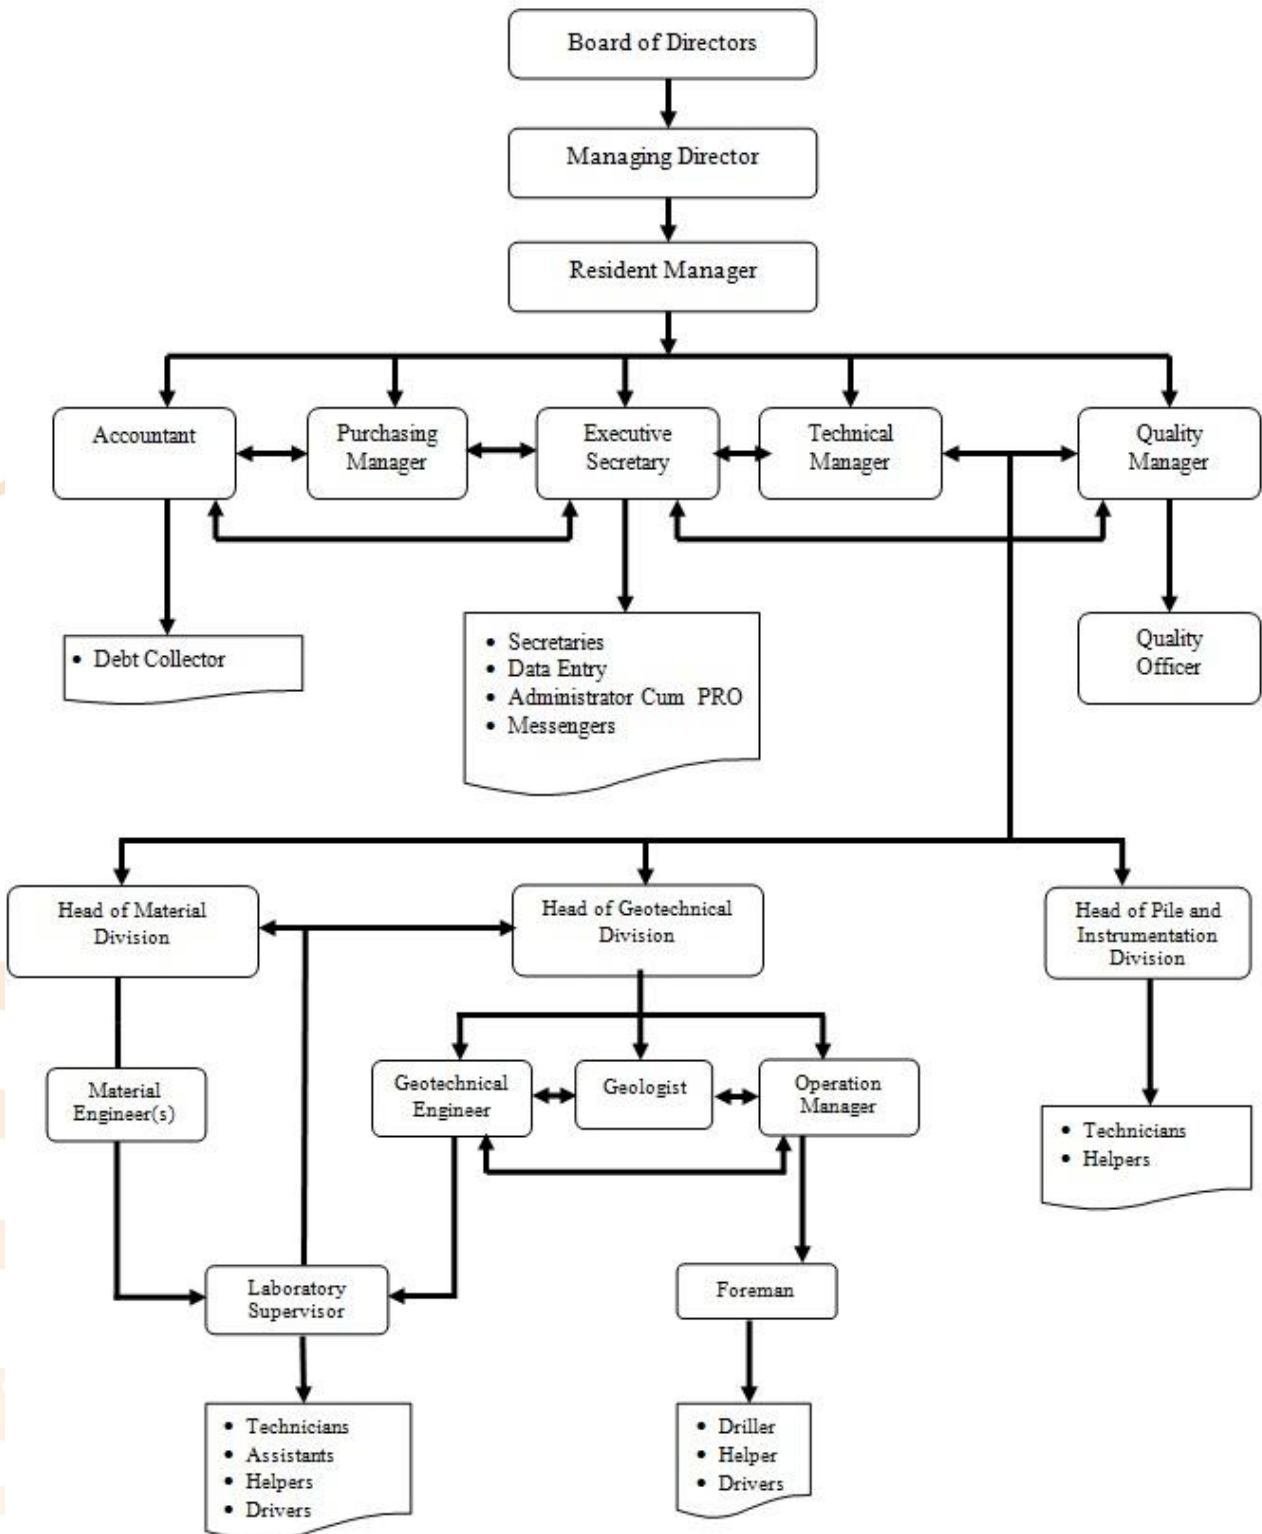 Board of Directors
Managing Director
Resident Manager
Accountant
Purchasing
Manager
Executive
Secretary
Technical
Manager
Quality
Manager
• Debt Collector
• Secretaries
• Data Entry
• Administrator Cum PRO
• Messengers
Quality
Officer
Head of Material
Division
Head of Geotechnical
Division
Head of Pile and
Instrumentation
Division
Material
Engineer(s)
Geotechnical
Engineer
Geologist
Operation
Manager
• Technicians
• Helpers
Laboratory
Supervisor
Foreman
• Technicians
• Assistants
• Helpers
• Drivers
• Driller
• Helper
• Drivers